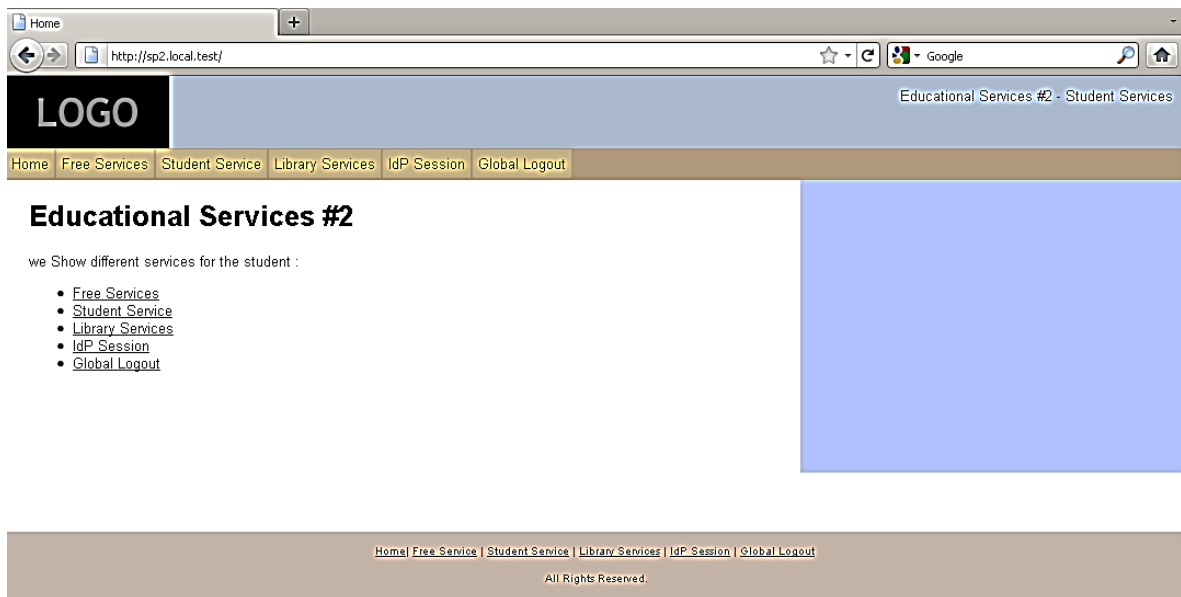 Home
http://sp2.local.test/
Google
LOGO
Educational Services #2 - Student Services
Home Free Services Student Service Library Services IdP Session Global Logout
Educational Services #2
we Show different services for the student :
Free Services
Student Service
Library Services
IdP Session
Global Logout
Home| Free Service | Student Service | Library Services | IdP Session | Global Logout
All Rights Reserved.